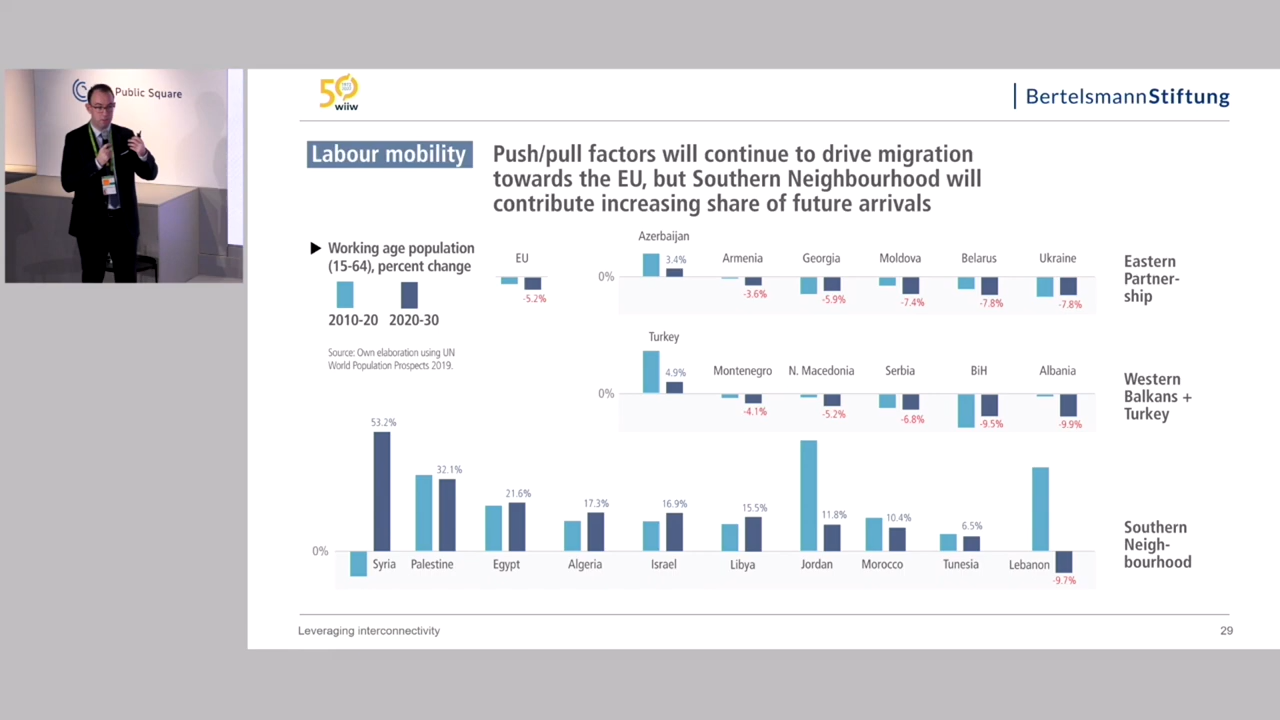 Public Square
50
wiiw
BertelsmannStiftung
Labour mobility
Push/pull factors will continue to drive migration
towards the EU, but Southern Neighbourhood will
contribute increasing share of future arrivals
Working age population
(15-64), percent change
2010-20 2020-30
Source: Own elaboration using UN
World Population Prospects 2019.
EU
-5.2%
Azerbaijan
Armenia Georgia Moldova Belarus Ukraine
0%
3.4%
-3.6% -5.9% -7.4% -7.8% -7.8%
Eastern
Partner-
ship
Turkey
Montenegro N. Macedonia Serbia BiH Albania
0%
4.9%
-4.1% -5.2% -6.8% -9.5% -9.9%
Western
Balkans +
Turkey
53.2% 32.1% 21.6% 17.3% 16.9% 15.5% 11.8% 10.4% 6.5%
0%
Syria Palestine Egypt Algeria Israel Libya Jordan Morocco Tunesia Lebanon
-9.7%
Southern
Neigh-
bourhood
Leveraging interconnectivity
29